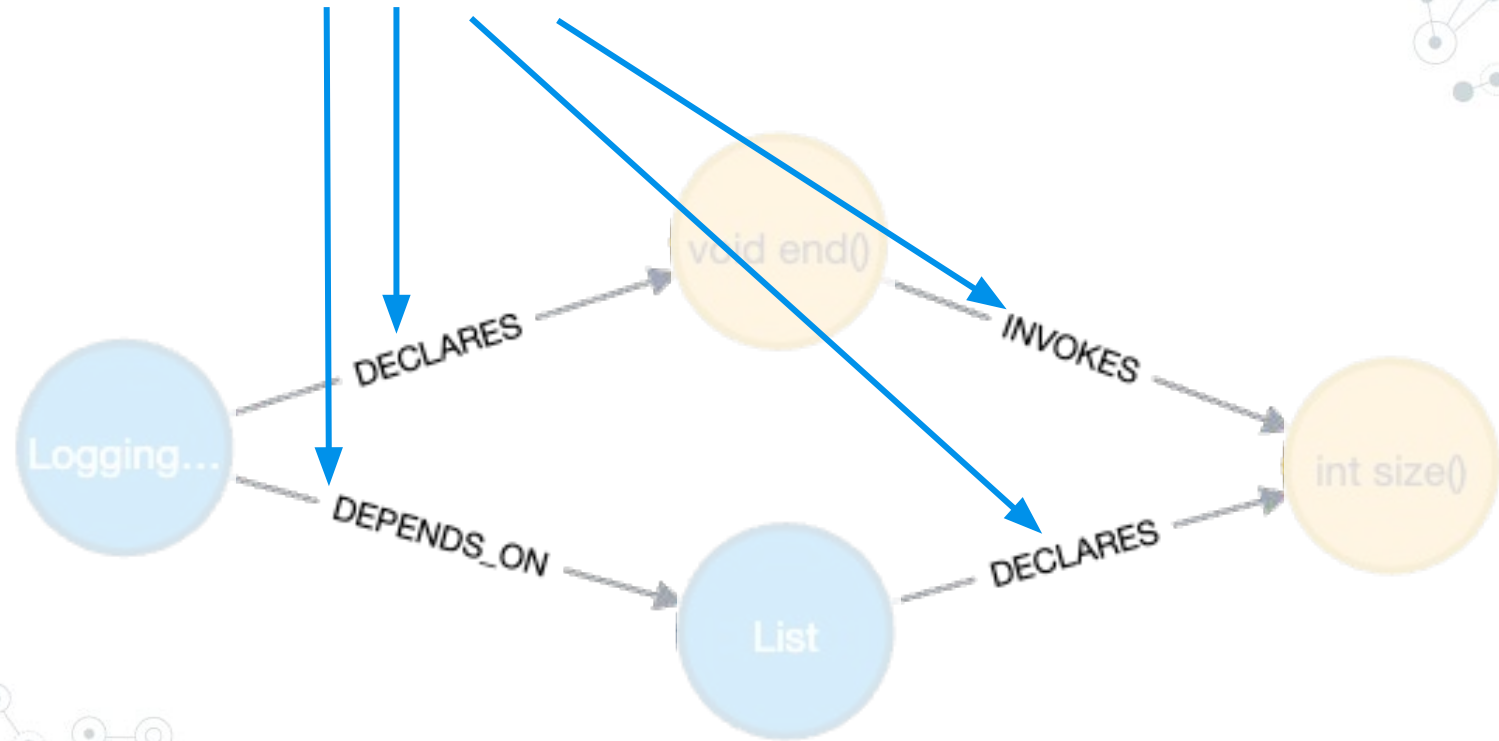 void end()
DECLARES
INVOKES
Logging...
int size()
DEPENDS_ON
DECLARES
List